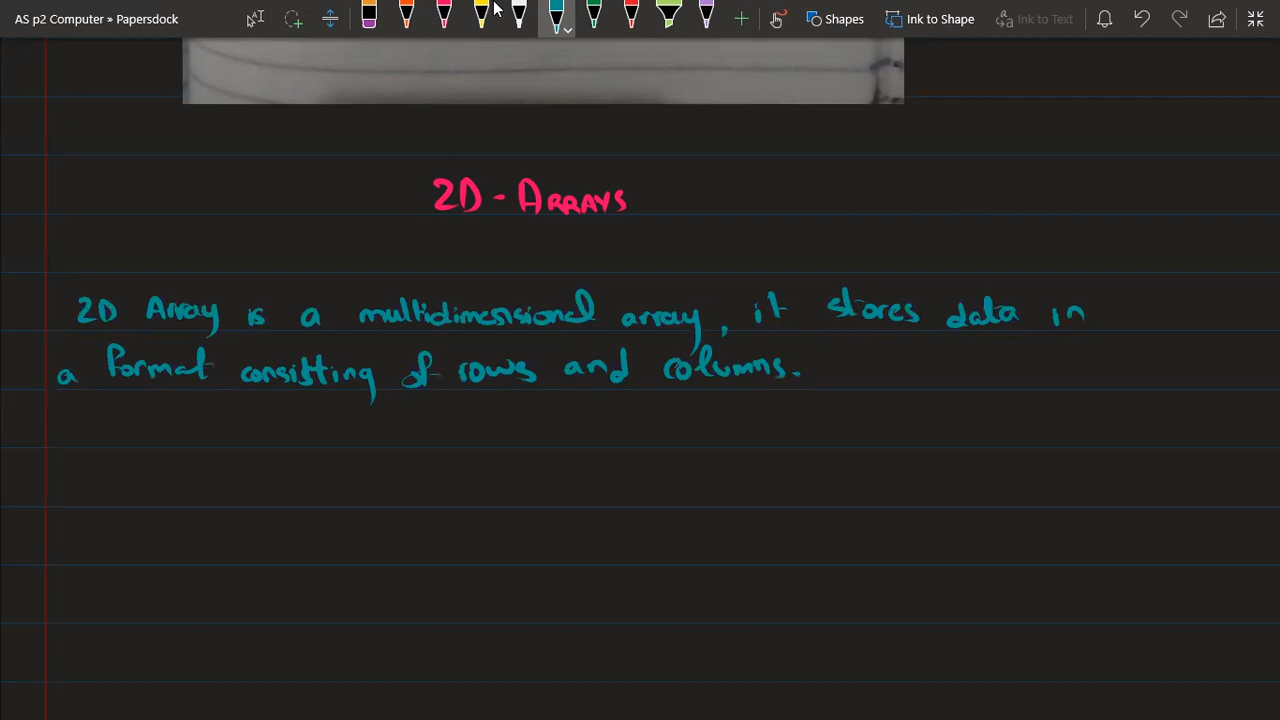 AS p2 Computer » Papersdock
Shapes
Ink to Shape
Ink to Text
2D - ARRAYS
2D Array is a multidimensional array, it stores data in
a format consisting of rows and columns.